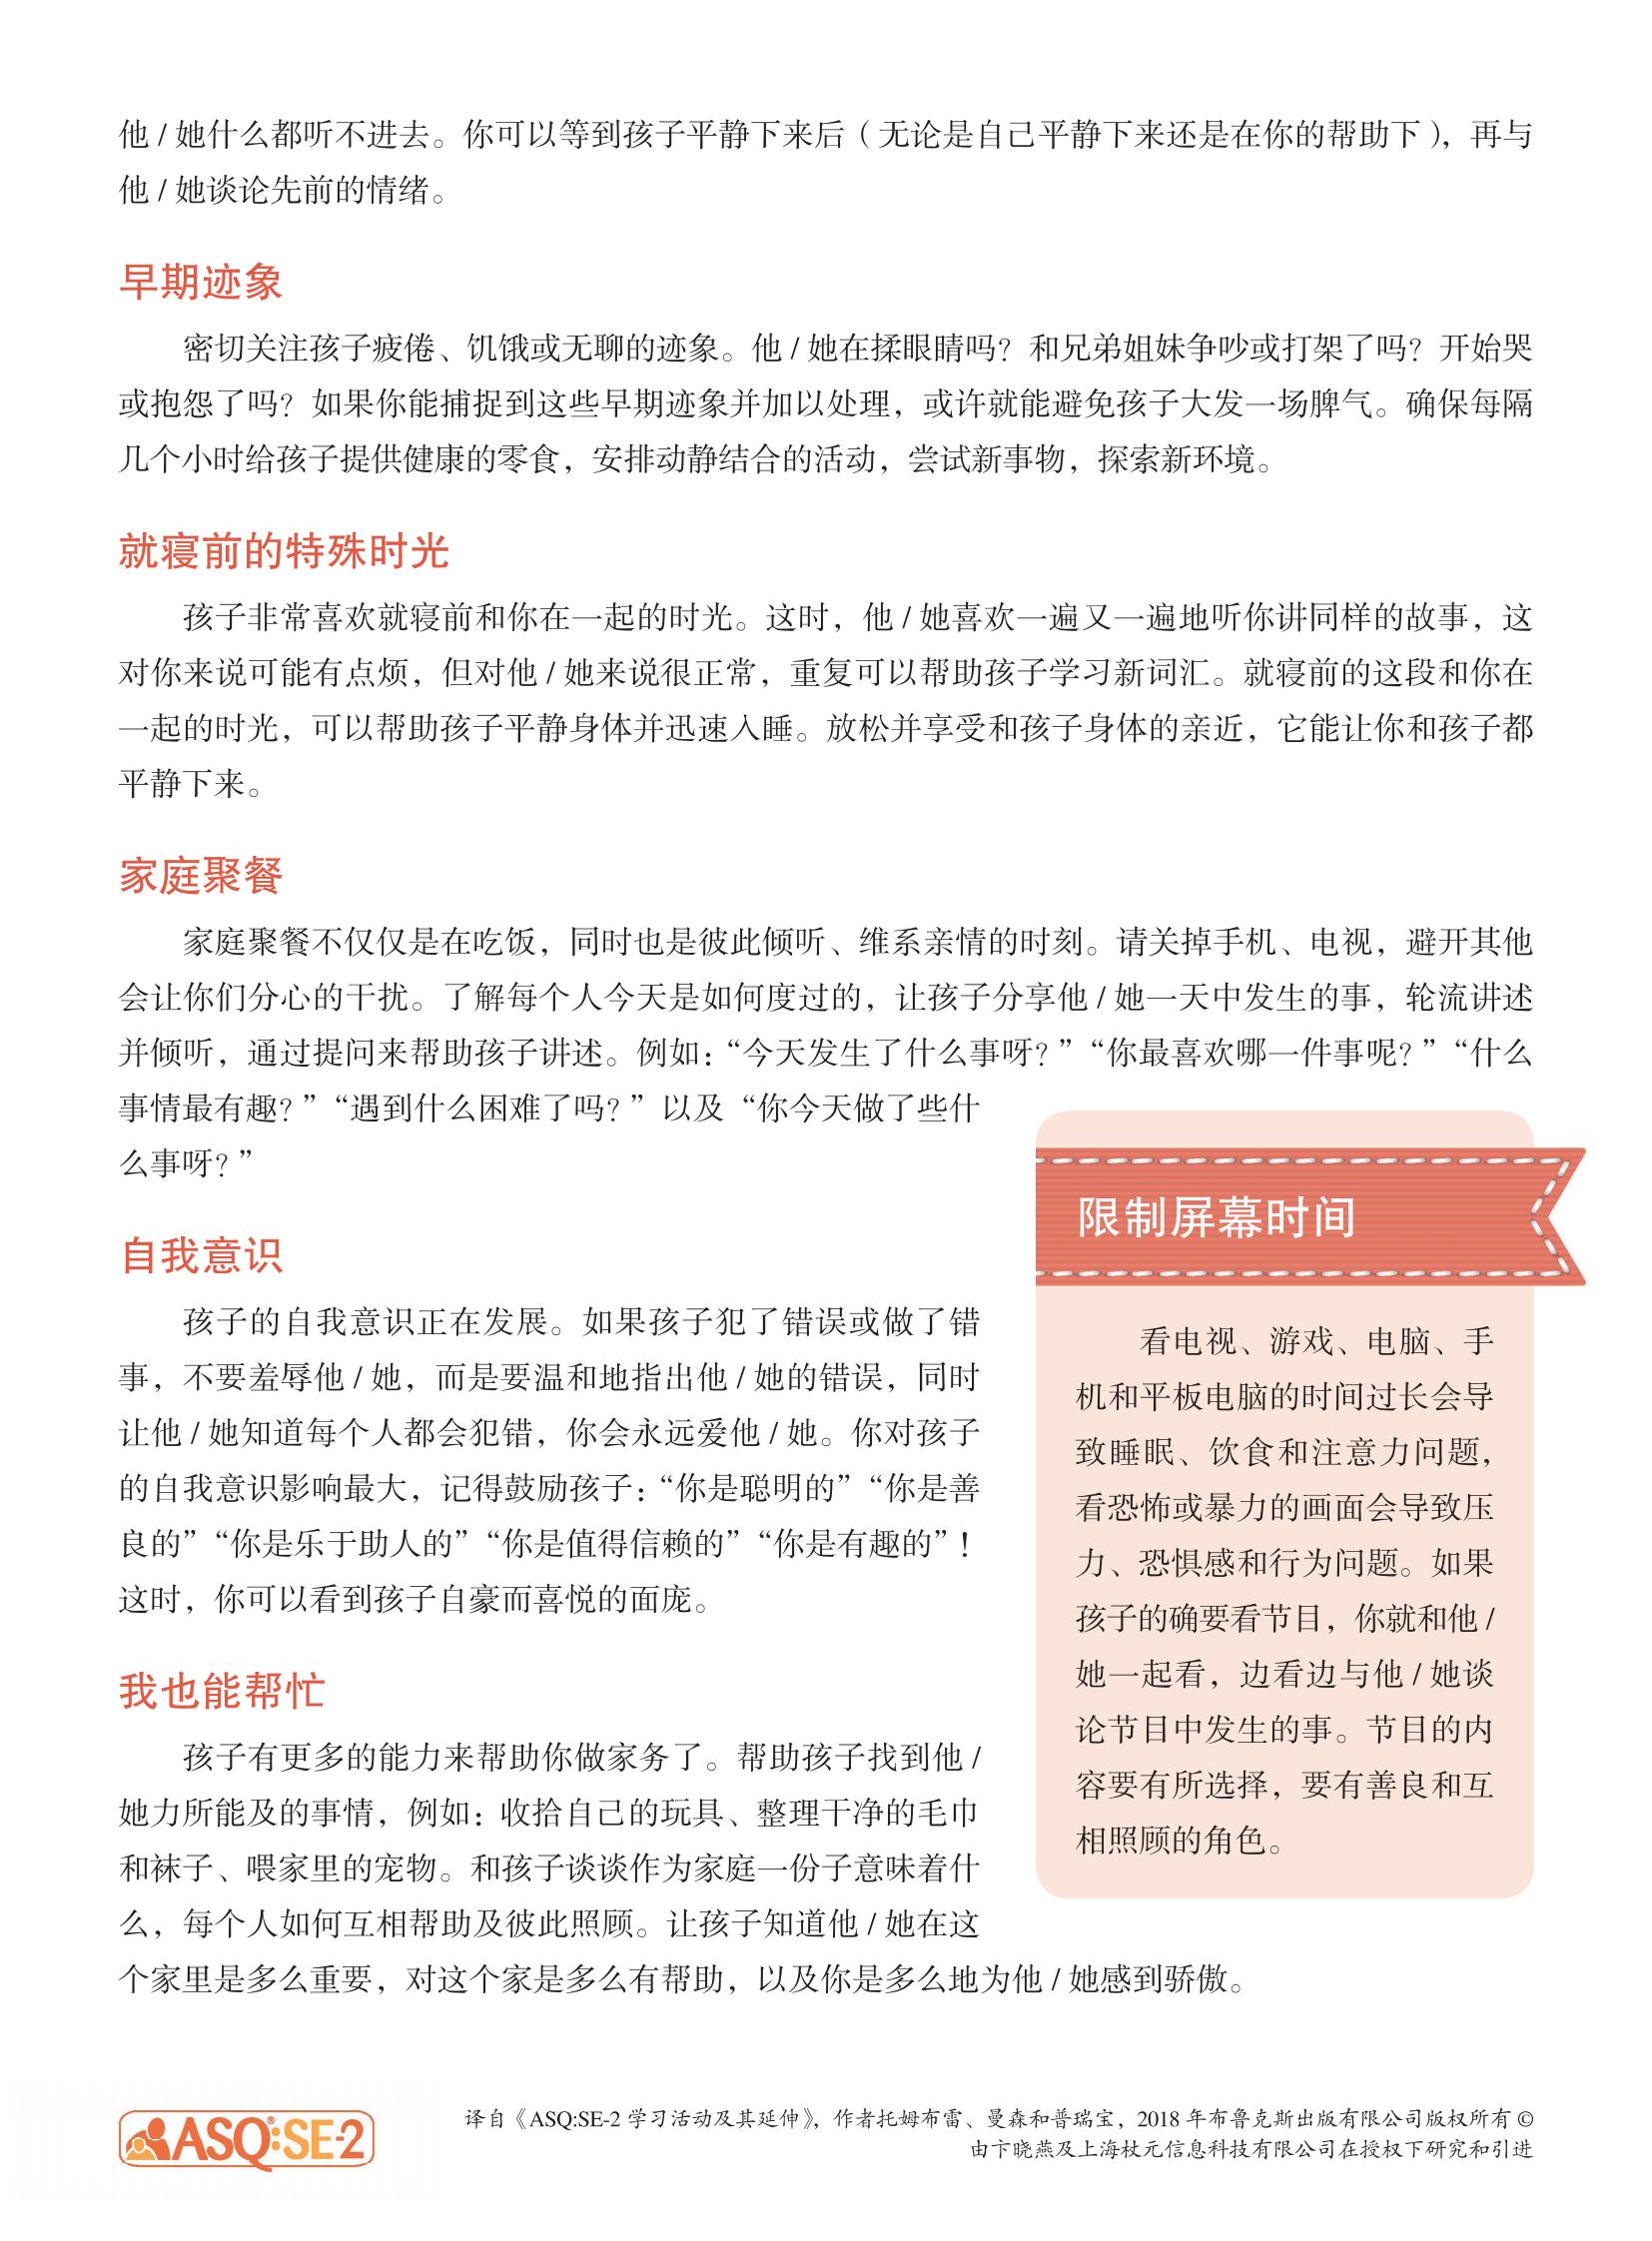 他 / 她什么都听不进去。你可以等到孩子平静下来后（无论是自己平静下来还是在你的帮助下），再与
他 / 她谈论先前的情绪。
早期迹象
密切关注孩子疲倦、饥饿或无聊的迹象。他 / 她在揉眼睛吗？和兄弟姐妹争吵或打架了吗？开始哭
或抱怨了吗？如果你能捕捉到这些早期迹象并加以处理，或许就能避免孩子大发一场脾气。确保每隔
几个小时给孩子提供健康的零食，安排动静结合的活动，尝试新事物，探索新环境。
就寝前的特殊时光
孩子非常喜欢就寝前和你在一起的时光。这时，他 / 她喜欢一遍又一遍地听你讲同样的故事，这
对你来说可能有点烦，但对他 / 她来说很正常，重复可以帮助孩子学习新词汇。就寝前的这段和你在
一起的时光，可以帮助孩子平静身体并迅速入睡。放松并享受和孩子身体的亲近，它能让你和孩子都
平静下来。
家庭聚餐
家庭聚餐不仅仅是在吃饭，同时也是彼此倾听、维系亲情的时刻。请关掉手机、电视，避开其他
会让你们分心的干扰。了解每个人今天是如何度过的，让孩子分享他 / 她一天中发生的事，轮流讲述
并倾听，通过提问来帮助孩子讲述。例如：“今天发生了什么事呀？”“你最喜欢哪一件事呢？”“什么
事情最有趣？”“遇到什么困难了吗？”以及“你今天做了些什
么事呀？”
自我意识
孩子的自我意识正在发展。如果孩子犯了错误或做了错
事，不要羞辱他 / 她，而是要温和地指出他 / 她的错误，同时
让他 / 她知道每个人都会犯错，你会永远爱他 / 她。你对孩子
的自我意识影响最大，记得鼓励孩子：“你是聪明的”“你是善
良的”“你是乐于助人的”“你是值得信赖的”“你是有趣的”！
这时，你可以看到孩子自豪而喜悦的面庞。
我也能帮忙
孩子有更多的能力来帮助你做家务了。帮助孩子找到他 /
她力所能及的事情，例如：收拾自己的玩具、整理干净的毛巾
和袜子、喂家里的宠物。和孩子谈谈作为家庭一份子意味着什
么，每个人如何互相帮助及彼此照顾。让孩子知道他 / 她在这
个家里是多么重要，对这个家是多么有帮助，以及你是多么地为他 / 她感到骄傲。
限制屏幕时间
看电视、游戏、电脑、手
机和平板电脑的时间过长会导
致睡眠、饮食和注意力问题，
看恐怖或暴力的画面会导致压
力、恐惧感和行为问题。如果
孩子的确要看节目，你就和他 /
她一起看，边看边与他 / 她谈
论节目中发生的事。节目的内
容要有所选择，要有善良和互
相照顾的角色。
ASQ®:SE-2
译自《ASQ:SE-2 学习活动及其延伸》，作者托姆布雷、曼森和普瑞宝，2018 年布鲁克斯出版有限公司版权所有 ©
由卞晓燕及上海杖元信息科技有限公司在授权下研究和引进